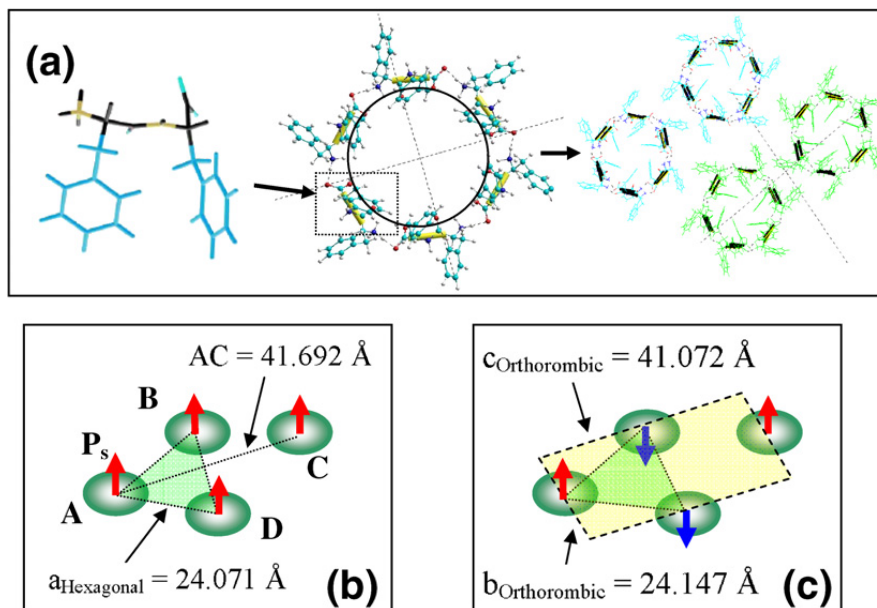 (a)
AC = 41.692 Å
B
Ps
C
A
D
aHexagonal = 24.071 Å
(b)
cOrthorombic = 41.072 Å
bOrthorombic = 24.147 Å
(c)